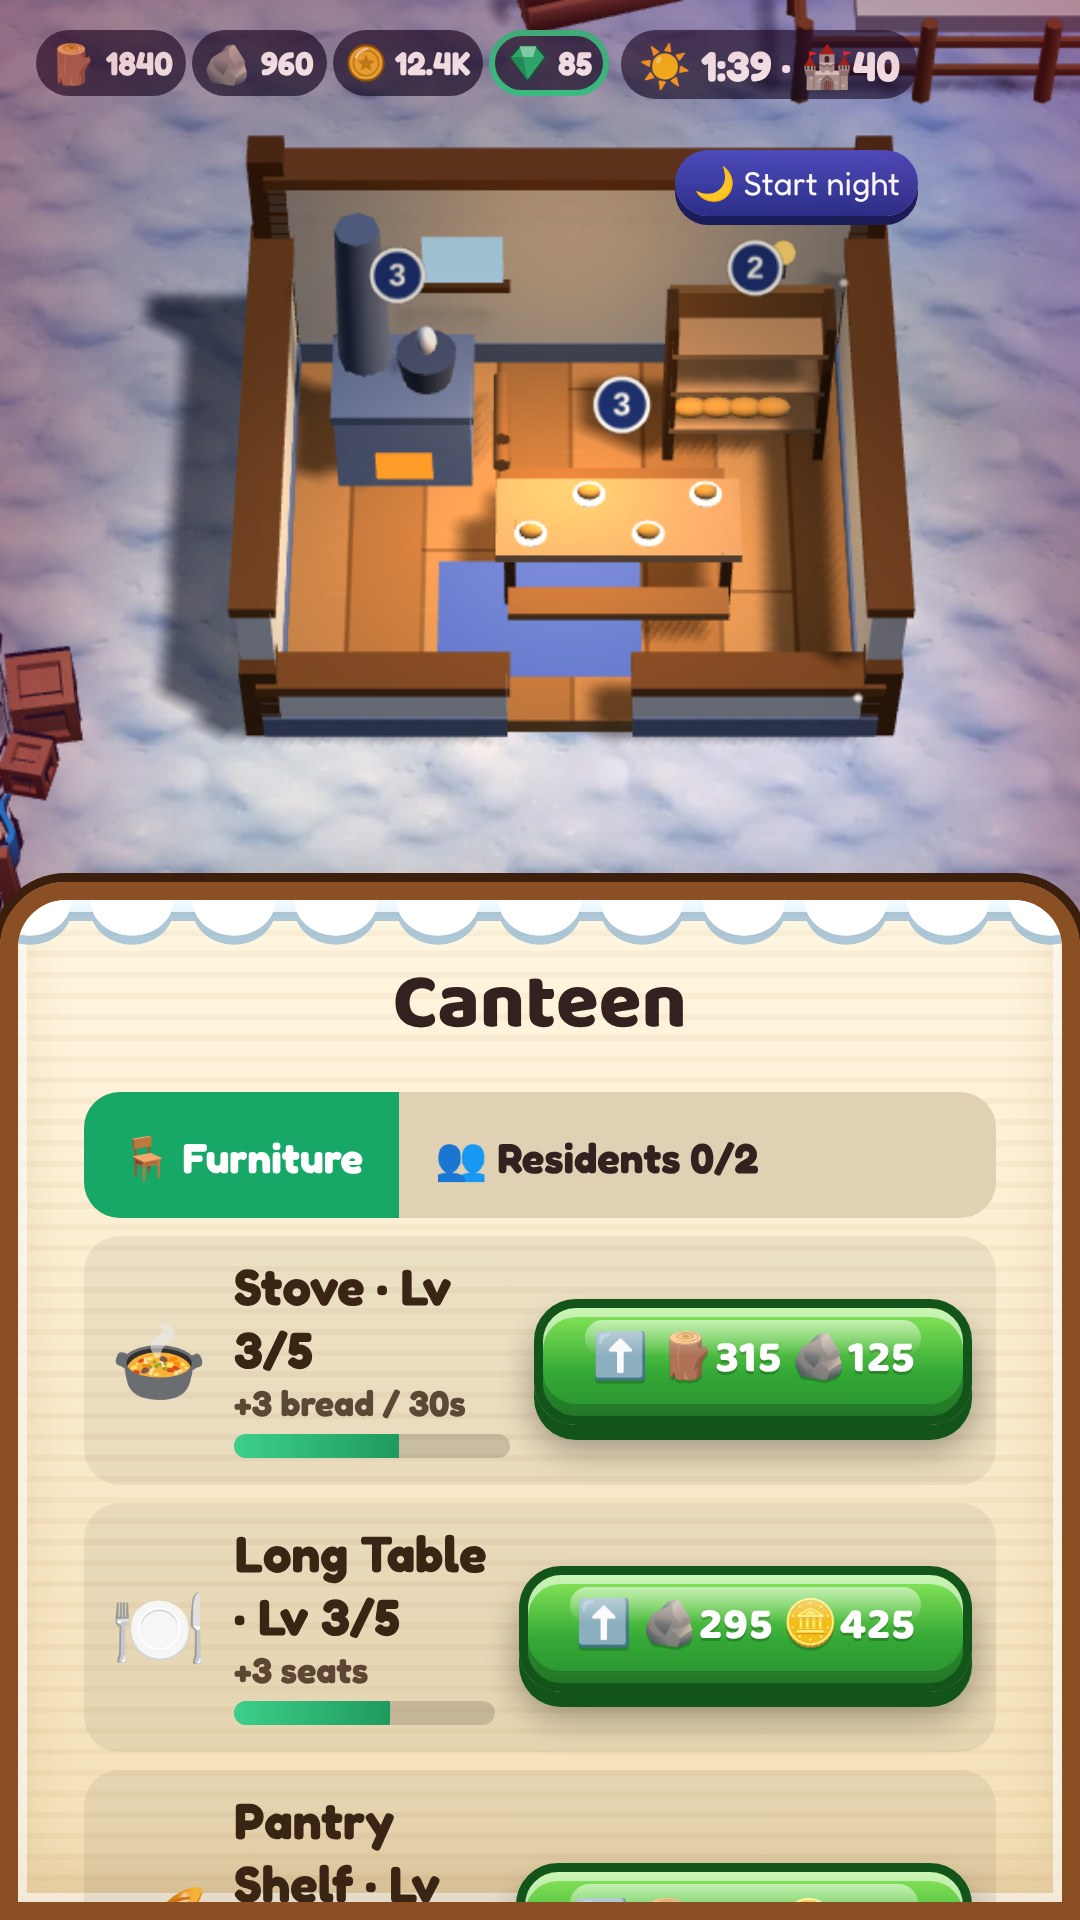 1840 960 12.4K 85 1:39 · 40
Start night
3 2
3
Canteen
Furniture Residents 0/2
Stove · Lv
3/5
+3 bread / 30s
315 125
Long Table
· Lv 3/5
+3 seats
295 425
Pantry
Shelf · Lv